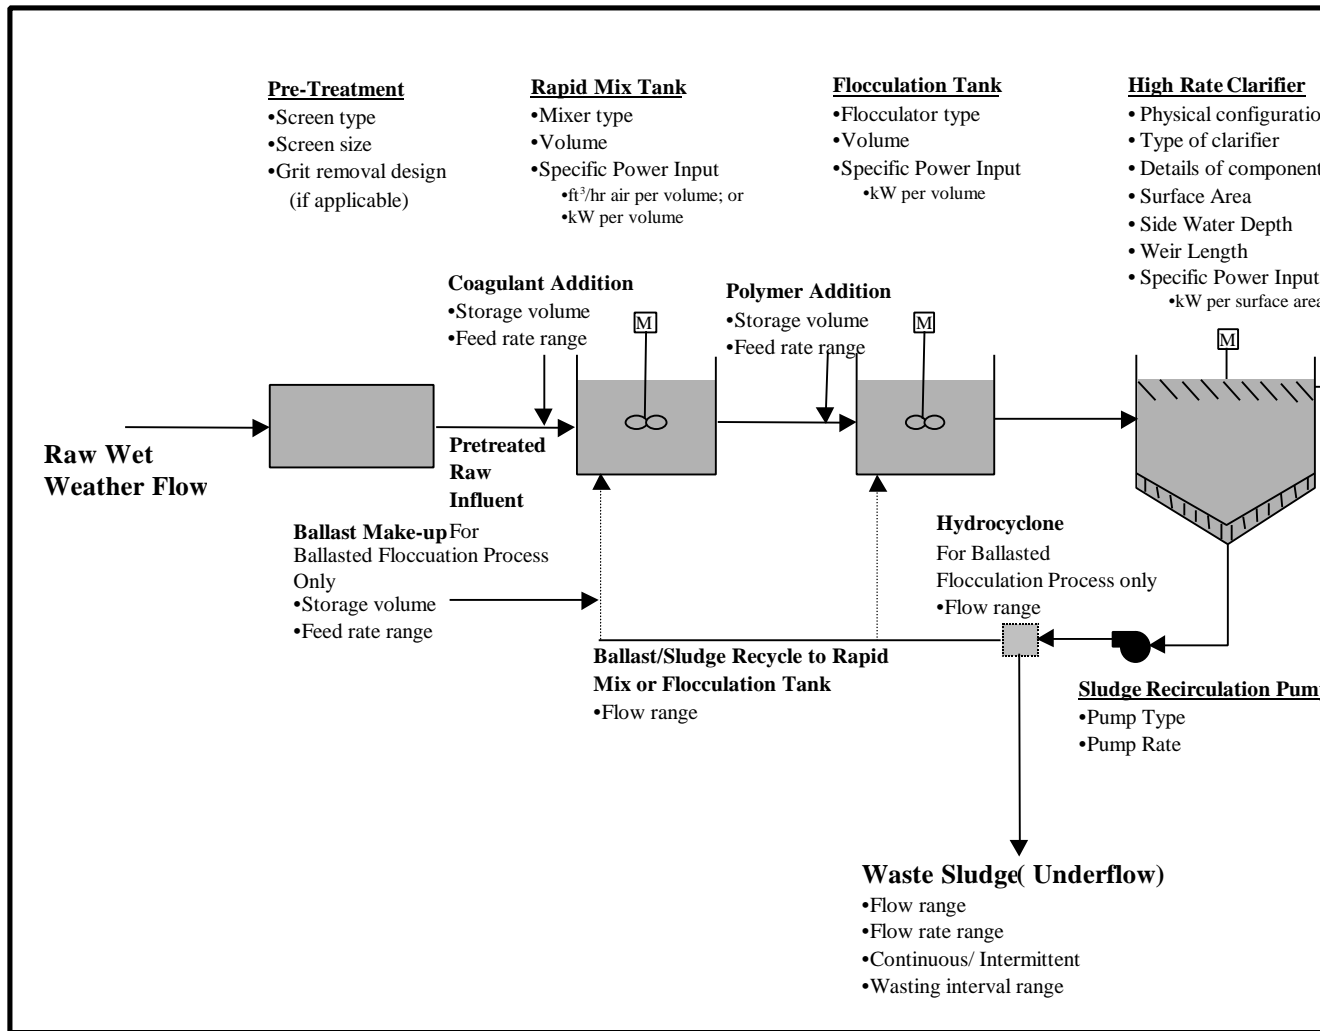 Pre-Treatment
•Screen type
•Screen size
•Grit removal design
(if applicable)
Rapid Mix Tank
•Mixer type
•Volume
•Specific Power Input
•ft³/hr air per volume; or
•kW per volume
Flocculation Tank
•Flocculator type
•Volume
•Specific Power Input
•kW per volume
High Rate Clarifier
• Physical configuratio
• Type of clarifier
• Details of component
• Surface Area
• Side Water Depth
• Weir Length
• Specific Power Input
•kW per surface area
Coagulant Addition
•Storage volume
•Feed rate range
Polymer Addition
•Storage volume
•Feed rate range
M
M
M
Raw Wet
Weather Flow
Pretreated
Raw
Influent
Ballast Make-up For
Ballasted Floccuation Process
Only
•Storage volume
•Feed rate range
Hydrocyclone
For Ballasted
Flocculation Process only
•Flow range
Ballast/Sludge Recycle to Rapid
Mix or Flocculation Tank
•Flow range
Sludge Recirculation Pum
•Pump Type
•Pump Rate
Waste Sludge( Underflow)
•Flow range
•Flow rate range
•Continuous/ Intermittent
•Wasting interval range